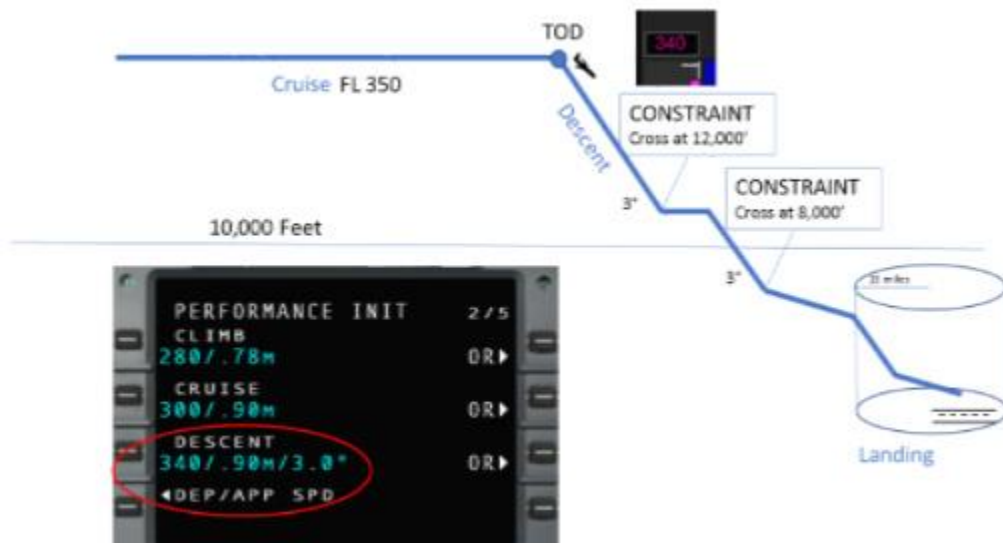 TOD
340
Cruise FL 350
Descent
CONSTRAINT
Cross at 12,000'
CONSTRAINT
Cross at 8,000'
3°
10,000 Feet
3°
miles
PERFORMANCE INIT 2/5
CLIMB
280/.78M OR▶
CRUISE
300/.90M OR▶
DESCENT
340/.90M/3.0° OR▶
◀DEP/APP SPD
Landing